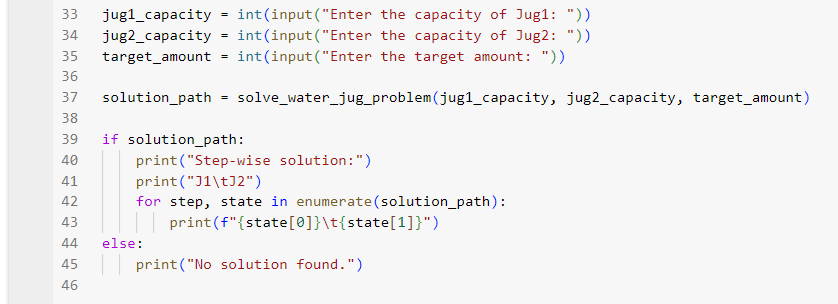 33 jug1_capacity = int(input("Enter the capacity of Jug1: "))
34 jug2_capacity = int(input("Enter the capacity of Jug2: "))
35 target_amount = int(input("Enter the target amount: "))
36
37 solution_path = solve_water_jug_problem(jug1_capacity, jug2_capacity, target_amount)
38
39 if solution_path:
40     print("Step-wise solution:")
41     print("J1\tJ2")
42     for step, state in enumerate(solution_path):
43         print(f"{state[0]}\t{state[1]}")
44 else:
45     print("No solution found.")
46